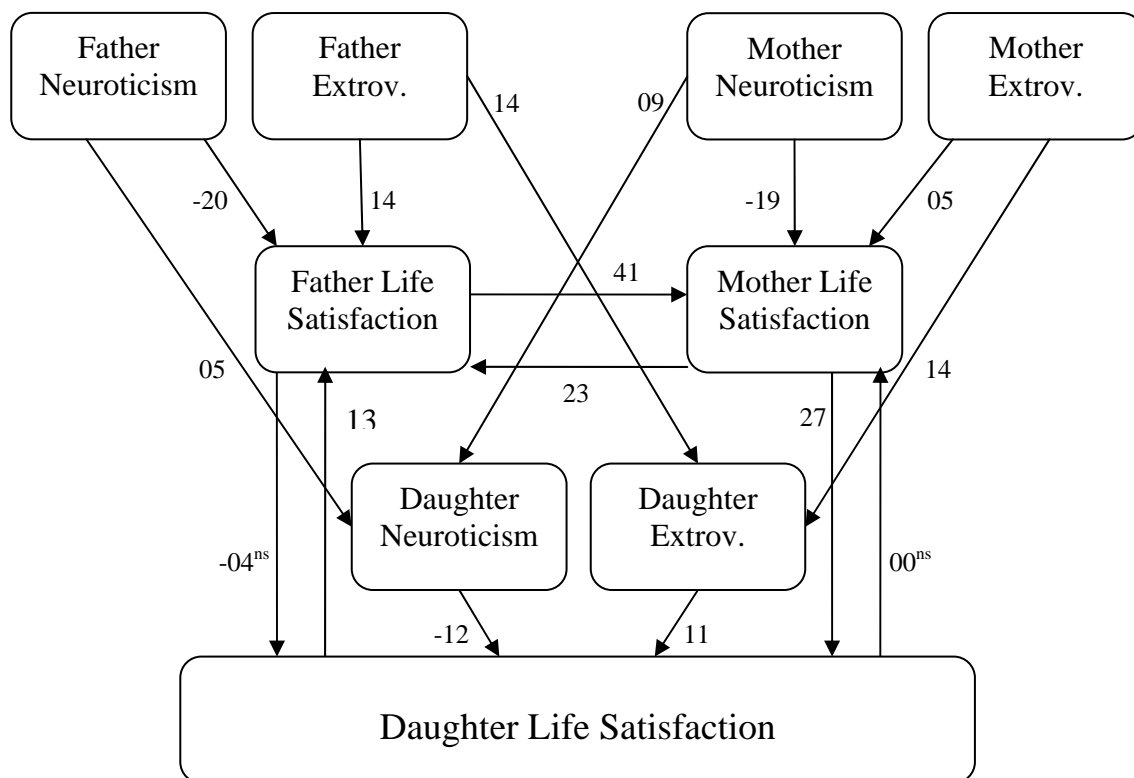 Father
Neuroticism
Father
Extrov.
Mother
Neuroticism
Mother
Extrov.
14
09
-20
14
-19
05
Father Life
Satisfaction
41
Mother Life
Satisfaction
05
13
23
27
14
Daughter
Neuroticism
Daughter
Extrov.
-04ns
00ns
-12
11
Daughter Life Satisfaction